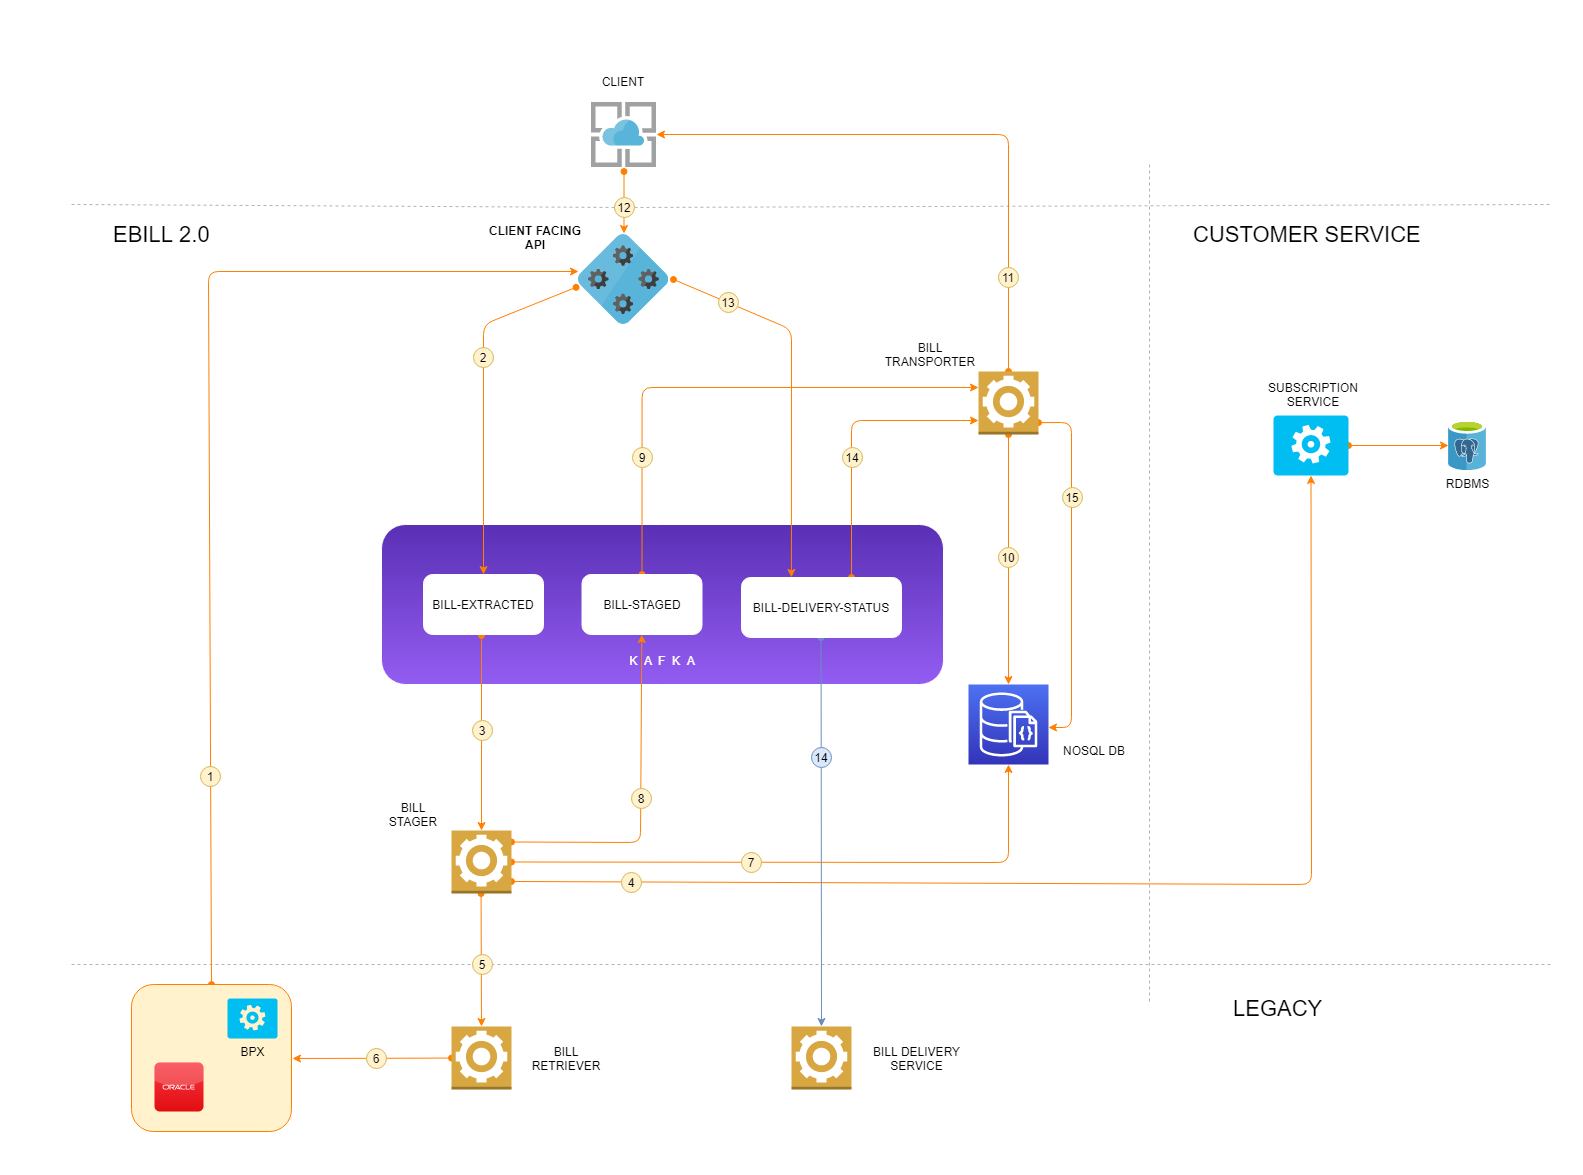 CLIENT
12
EBILL 2.0
CLIENT FACING
API
CUSTOMER SERVICE
11
13
2
BILL
TRANSPORTER
SUBSCRIPTION
SERVICE
9
14
RDBMS
15
10
BILL-EXTRACTED
BILL-STAGED
BILL-DELIVERY-STATUS
KAFKA
3
14
NOSQL DB
1
8
BILL
STAGER
7
4
5
LEGACY
BPX
6
BILL
RETRIEVER
BILL DELIVERY
SERVICE
ORACLE